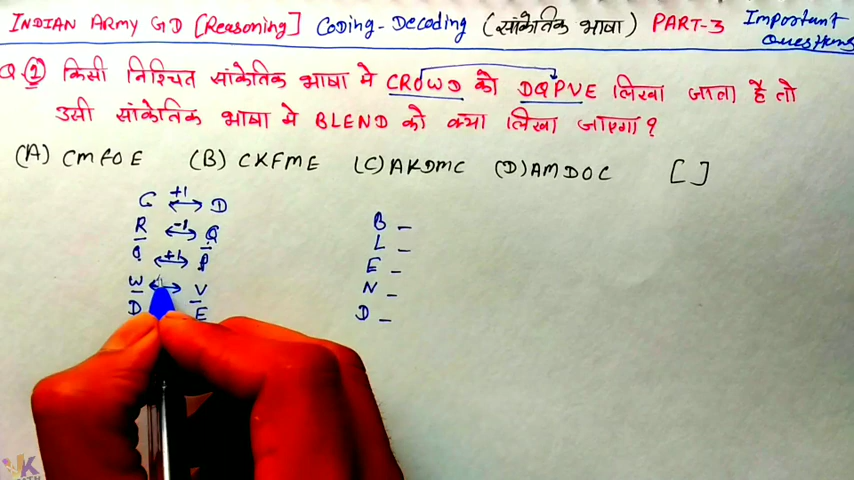 INDIAN ARMY GD [Reasoning] Coding-Decoding (सांकेतिक भाषा) PART-3 Important Questions
Q.1 किसी निश्चित सांकेतिक भाषा मे CROWD को DQPVE लिखा जाता है तो
उसी सांकेतिक भाषा मे BLEND को क्या लिखा जाएगा ?
(A) CMFOE (B) CKFME (C) AKDMC (D) AMDOC [ ]
C +1 D
R -1 Q
+1 P
W V
D E
B _
L _
E _
N _
D _